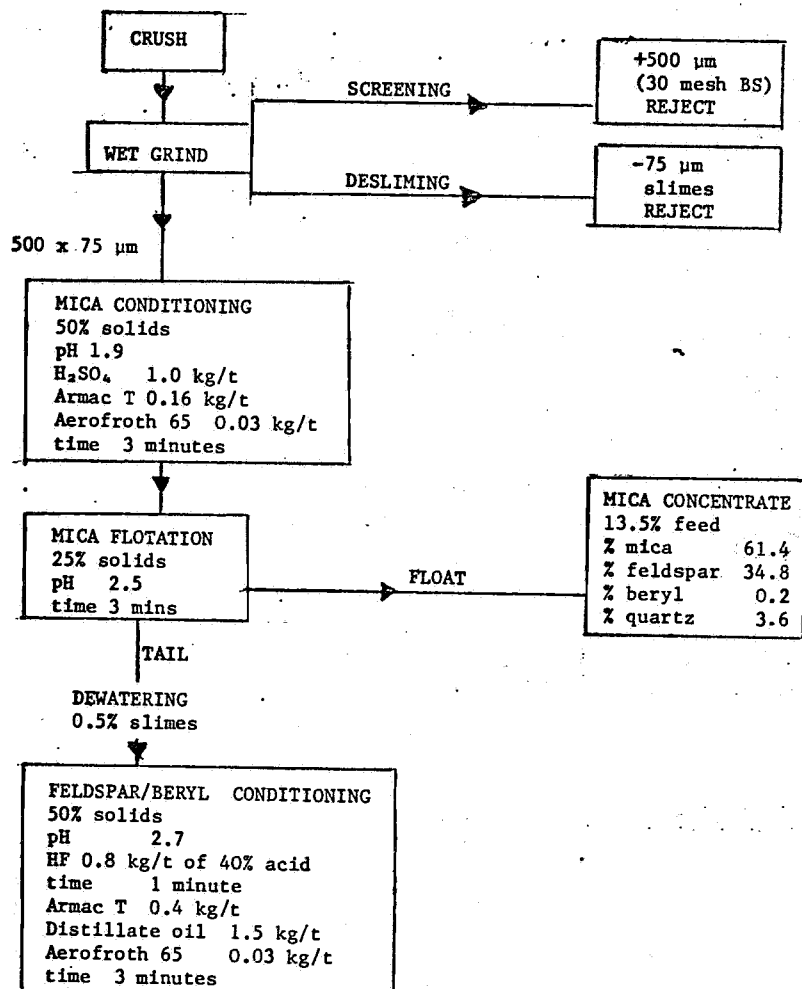 CRUSH
SCREENING
+500 µm
(30 mesh BS)
REJECT
WET GRIND
DESLIMING
-75 µm
slimes
REJECT
500 x 75 µm
MICA CONDITIONING
50% solids
pH 1.9
H₂SO₄ 1.0 kg/t
Armac T 0.16 kg/t
Aerofroth 65 0.03 kg/t
time 3 minutes
MICA FLOTATION
25% solids
pH 2.5
time 3 mins
FLOAT
MICA CONCENTRATE
13.5% feed
% mica 61.4
% feldspar 34.8
% beryl 0.2
% quartz 3.6
TAIL
DEWATERING
0.5% slimes
FELDSPAR/BERYL CONDITIONING
50% solids
pH 2.7
HF 0.8 kg/t of 40% acid
time 1 minute
Armac T 0.4 kg/t
Distillate oil 1.5 kg/t
Aerofroth 65 0.03 kg/t
time 3 minutes